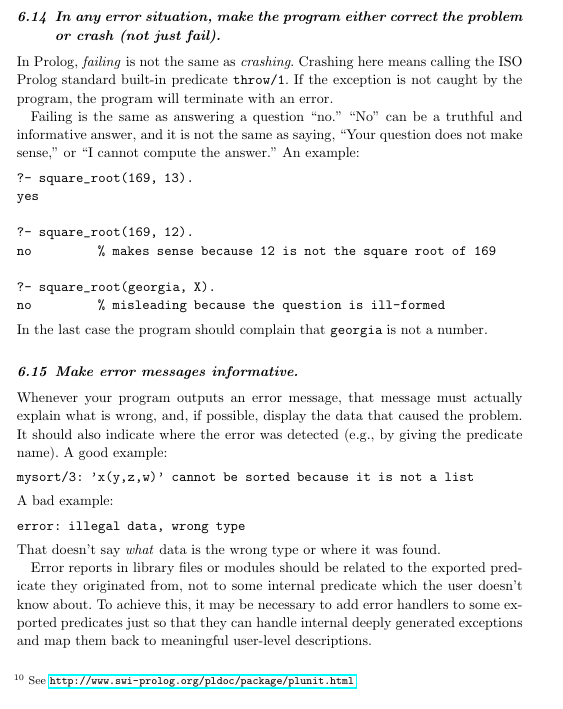 6.14 In any error situation, make the program either correct the problem
or crash (not just fail).
In Prolog, failing is not the same as crashing. Crashing here means calling the ISO
Prolog standard built-in predicate throw/1. If the exception is not caught by the
program, the program will terminate with an error.
Failing is the same as answering a question “no.” “No” can be a truthful and
informative answer, and it is not the same as saying, “Your question does not make
sense,” or “I cannot compute the answer.” An example:
?- square_root(169, 13).
yes
?- square_root(169, 12).
no % makes sense because 12 is not the square root of 169
?- square_root(georgia, X).
no % misleading because the question is ill-formed
In the last case the program should complain that georgia is not a number.
6.15 Make error messages informative.
Whenever your program outputs an error message, that message must actually
explain what is wrong, and, if possible, display the data that caused the problem.
It should also indicate where the error was detected (e.g., by giving the predicate
name). A good example:
mysort/3: ’x(y,z,w)’ cannot be sorted because it is not a list
A bad example:
error: illegal data, wrong type
That doesn’t say what data is the wrong type or where it was found.
Error reports in library files or modules should be related to the exported pred-
icate they originated from, not to some internal predicate which the user doesn’t
know about. To achieve this, it may be necessary to add error handlers to some ex-
ported predicates just so that they can handle internal deeply generated exceptions
and map them back to meaningful user-level descriptions.
10 See http://www.swi-prolog.org/pldoc/package/plunit.html